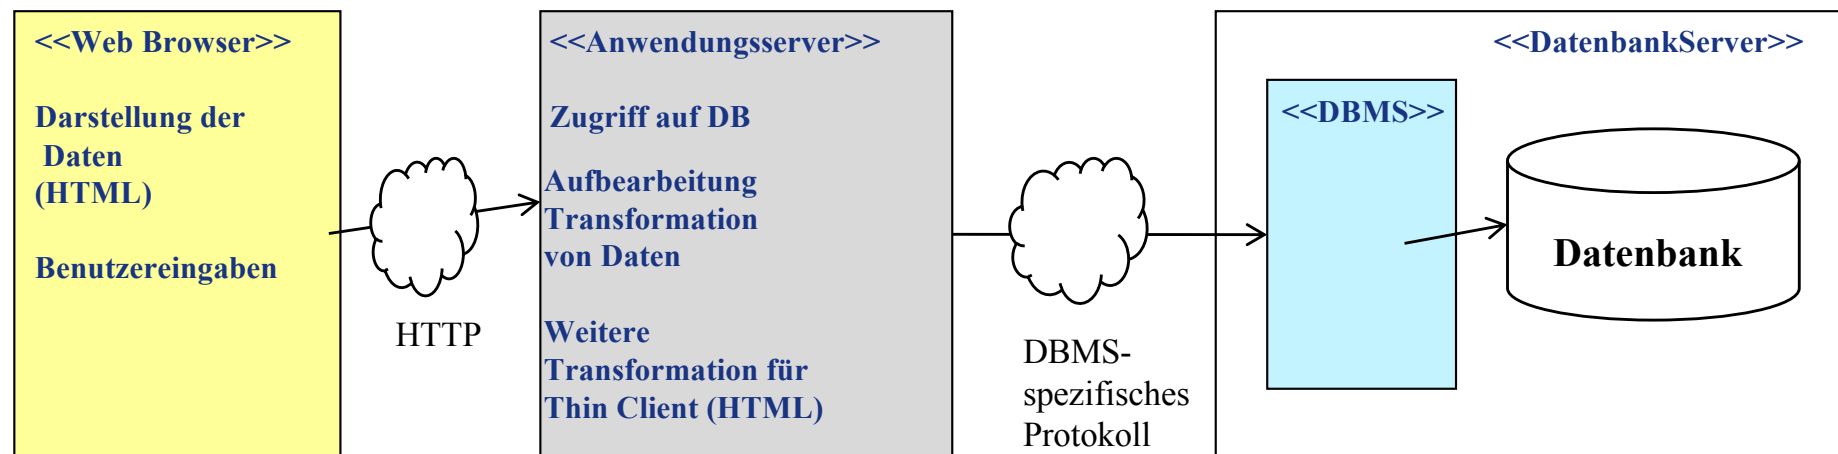 <<Web Browser>>
Darstellung der
Daten
(HTML)
Benutzereingaben
HTTP
<<Anwendungsserver>>
Zugriff auf DB
Aufbearbeitung
Transformation
von Daten
Weitere
Transformation für
Thin Client (HTML)
DBMS-
spezifisches
Protokoll
<<DatenbankServer>>
<<DBMS>>
Datenbank